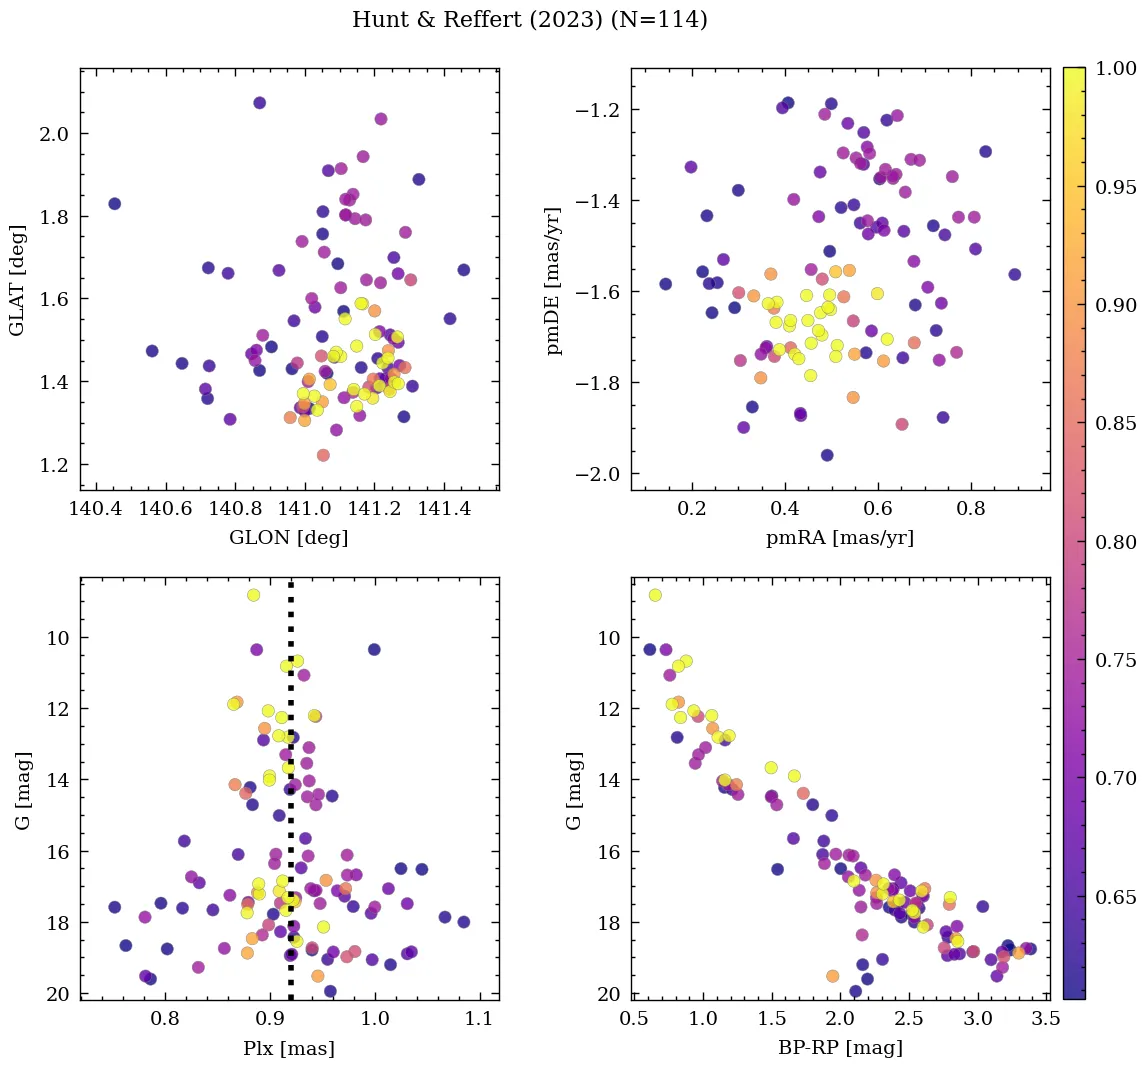 Hunt & Reffert (2023) (N=114)
2.0
1.8
1.6
1.4
1.2
GLAT [deg]
140.4 140.6 140.8 141.0 141.2 141.4
GLON [deg]
−1.2
−1.4
−1.6
−1.8
−2.0
pmDE [mas/yr]
0.2 0.4 0.6 0.8
pmRA [mas/yr]
10
12
14
16
18
20
G [mag]
0.8 0.9 1.0 1.1
Plx [mas]
10
12
14
16
18
20
G [mag]
0.5 1.0 1.5 2.0 2.5 3.0 3.5
BP-RP [mag]
1.00
0.95
0.90
0.85
0.80
0.75
0.70
0.65